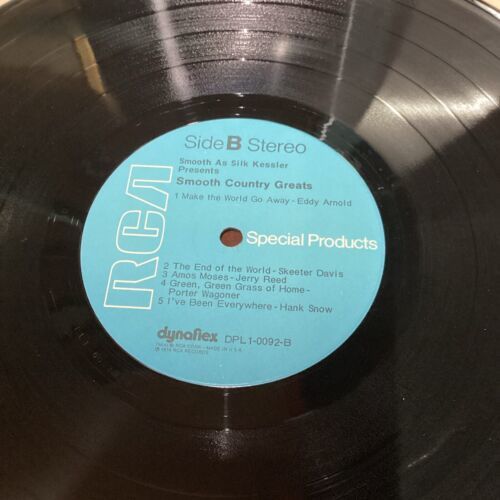 Side B Stereo
Smooth As Silk Kessler
Presents
Smooth Country Greats
1 Make the World Go Away - Eddy Arnold
RCA
Special Products
2 The End of the World - Skeeter Davis
3 Amos Moses - Jerry Reed
4 Green, Green Grass of Home -
Porter Wagoner
5 I've Been Everywhere - Hank Snow
dynaflex DPL1-0092-B
MADE IN U.S.A.
RCA RECORDS